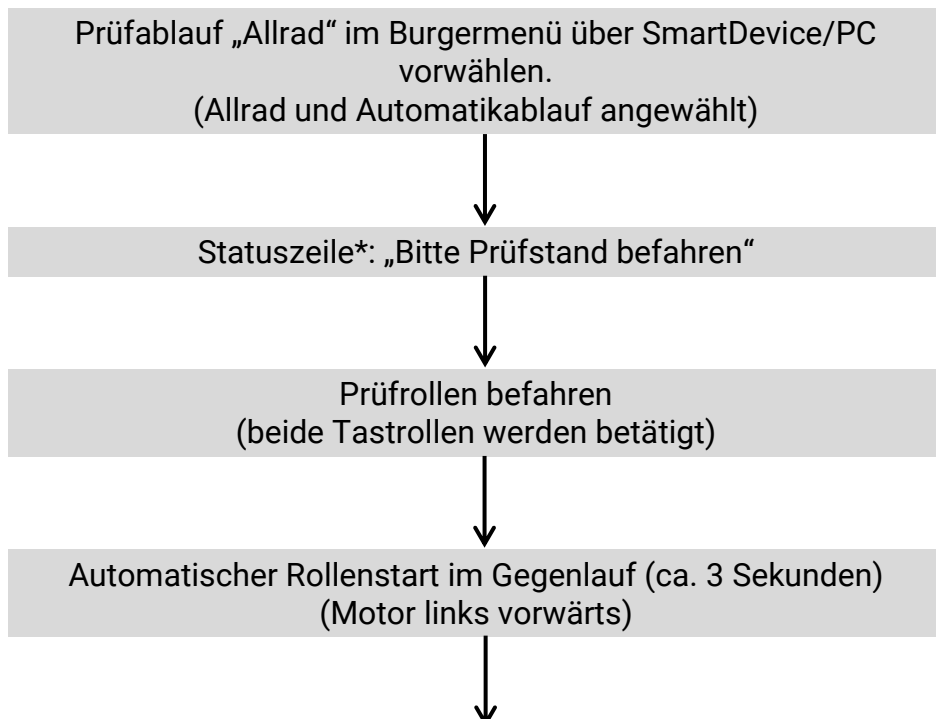 Prüfablauf „Allrad“ im Burgermenü über SmartDevice/PC
vorwählen.
(Allrad und Automatikablauf angewählt)
Statuszeile*: „Bitte Prüfstand befahren“
Prüfrollen befahren
(beide Tastrollen werden betätigt)
Automatischer Rollenstart im Gegenlauf (ca. 3 Sekunden)
(Motor links vorwärts)